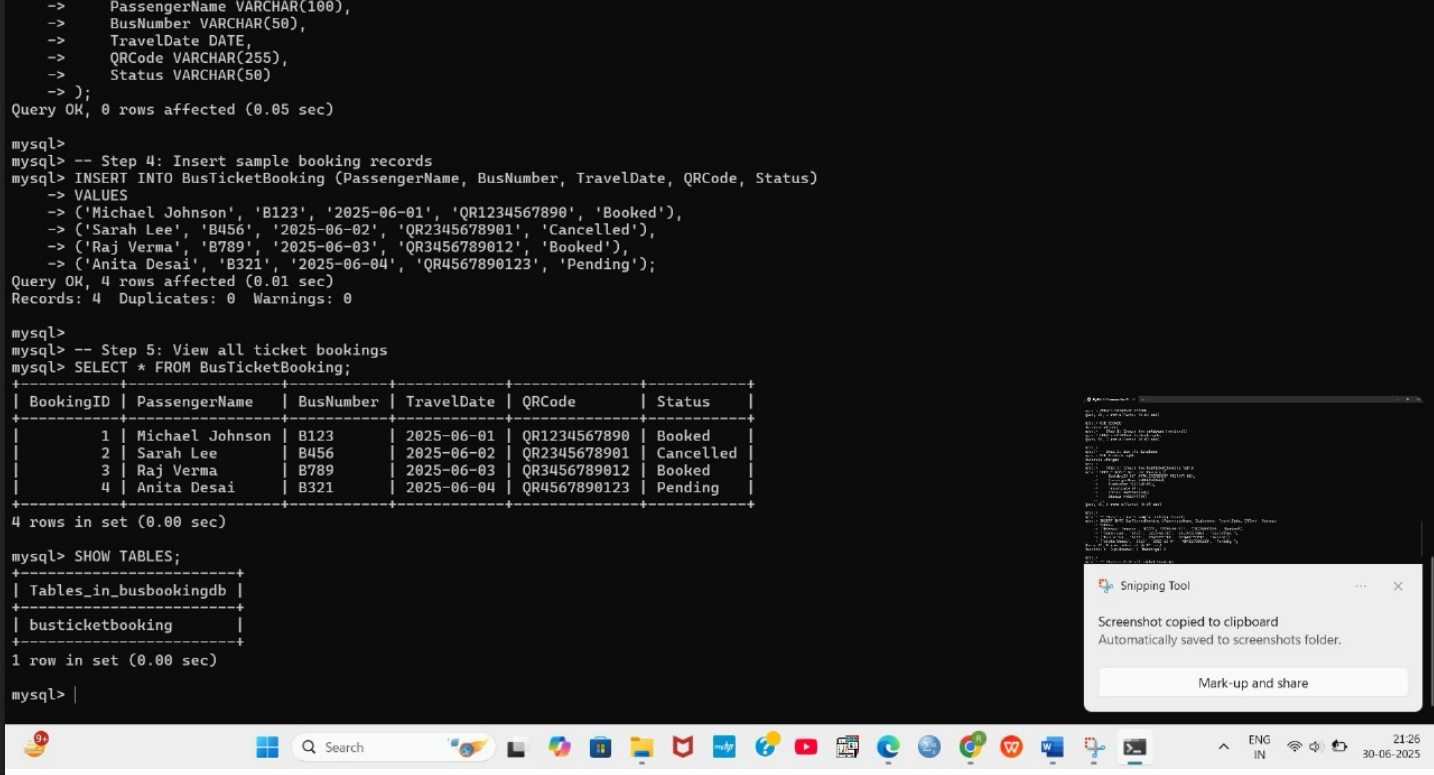 -> PassengerName VARCHAR(100),
-> BusNumber VARCHAR(50),
-> TravelDate DATE,
-> QRCode VARCHAR(255),
-> Status VARCHAR(50)
-> );
Query OK, 0 rows affected (0.05 sec)
mysql>
mysql> -- Step 4: Insert sample booking records
mysql> INSERT INTO BusTicketBooking (PassengerName, BusNumber, TravelDate, QRCode, Status)
-> VALUES
-> ('Michael Johnson', 'B123', '2025-06-01', 'QR1234567890', 'Booked'),
-> ('Sarah Lee', 'B456', '2025-06-02', 'QR2345678901', 'Cancelled'),
-> ('Raj Verma', 'B789', '2025-06-03', 'QR3456789012', 'Booked'),
-> ('Anita Desai', 'B321', '2025-06-04', 'QR4567890123', 'Pending');
Query OK, 4 rows affected (0.01 sec)
Records: 4  Duplicates: 0  Warnings: 0
mysql>
mysql> -- Step 5: View all ticket bookings
mysql> SELECT * FROM BusTicketBooking;
+-----------+-----------------+-----------+------------+--------------+-----------+
| BookingID | PassengerName   | BusNumber | TravelDate | QRCode       | Status    |
+-----------+-----------------+-----------+------------+--------------+-----------+
|         1 | Michael Johnson | B123      | 2025-06-01 | QR1234567890 | Booked    |
|         2 | Sarah Lee       | B456      | 2025-06-02 | QR2345678901 | Cancelled |
|         3 | Raj Verma       | B789      | 2025-06-03 | QR3456789012 | Booked    |
|         4 | Anita Desai     | B321      | 2025-06-04 | QR4567890123 | Pending   |
+-----------+-----------------+-----------+------------+--------------+-----------+
4 rows in set (0.00 sec)
mysql> SHOW TABLES;
+------------------------+
| Tables_in_busbookingdb |
+------------------------+
| busticketbooking       |
+------------------------+
1 row in set (0.00 sec)
mysql>
Snipping Tool
Screenshot copied to clipboard
Automatically saved to screenshots folder.
Mark-up and share
9+
Search
ENG
IN
21:26
30-06-2025